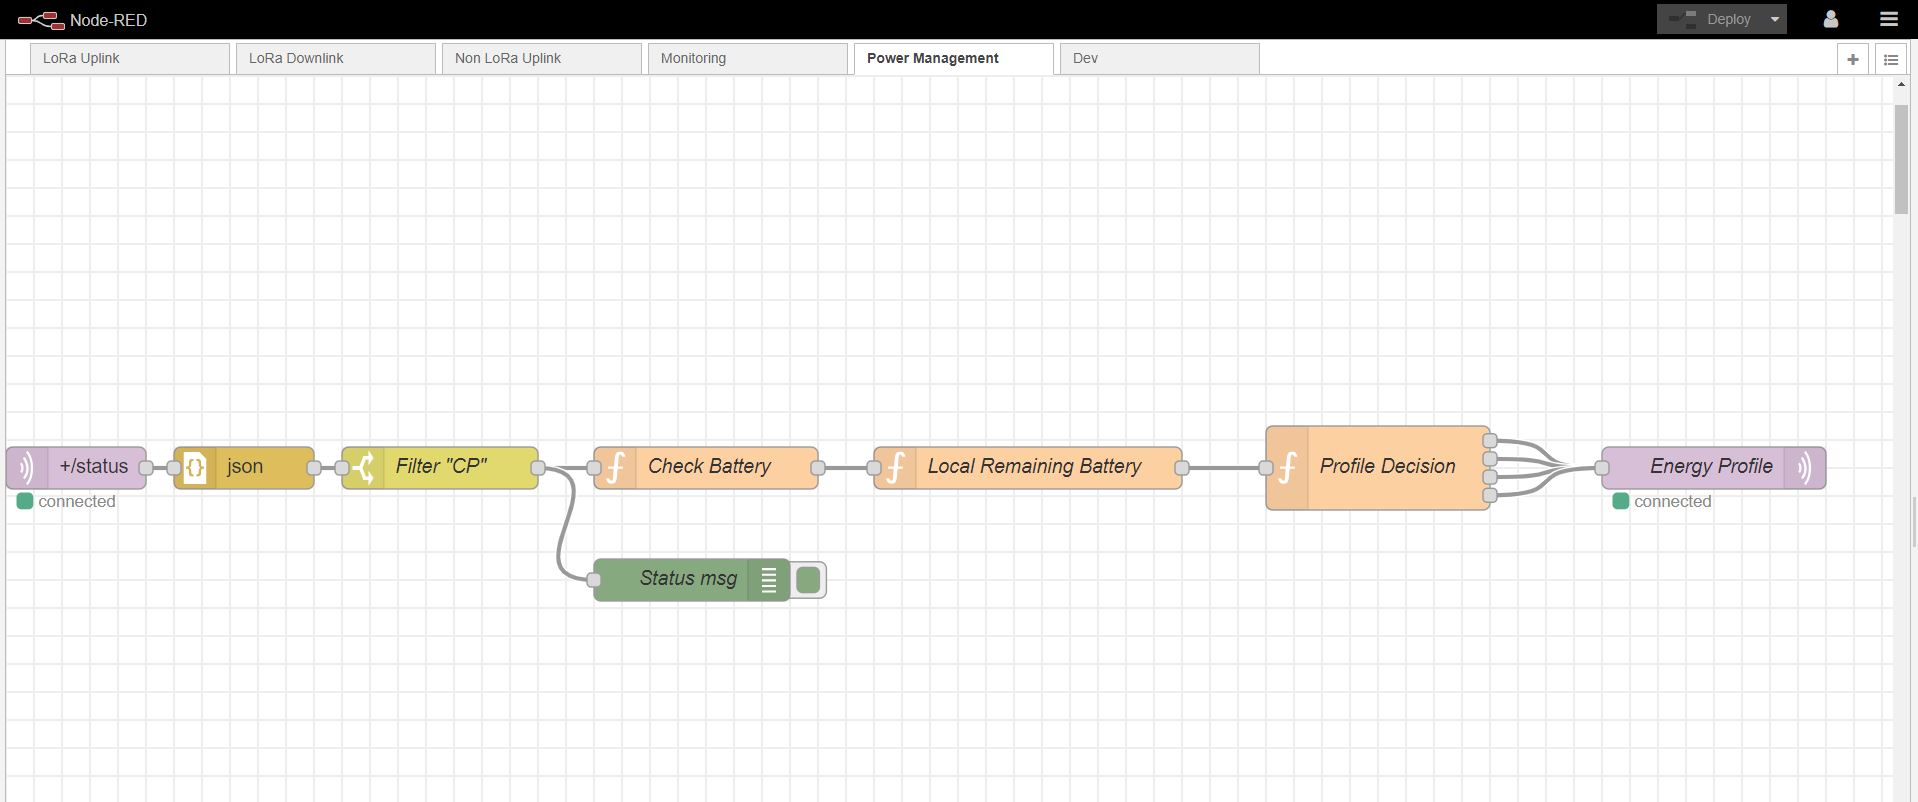 Node-RED
Deploy
LoRa Uplink
LoRa Downlink
Non LoRa Uplink
Monitoring
Power Management
Dev
+/status
json
Filter "CP"
Check Battery
Local Remaining Battery
Profile Decision
Energy Profile
connected
connected
Status msg